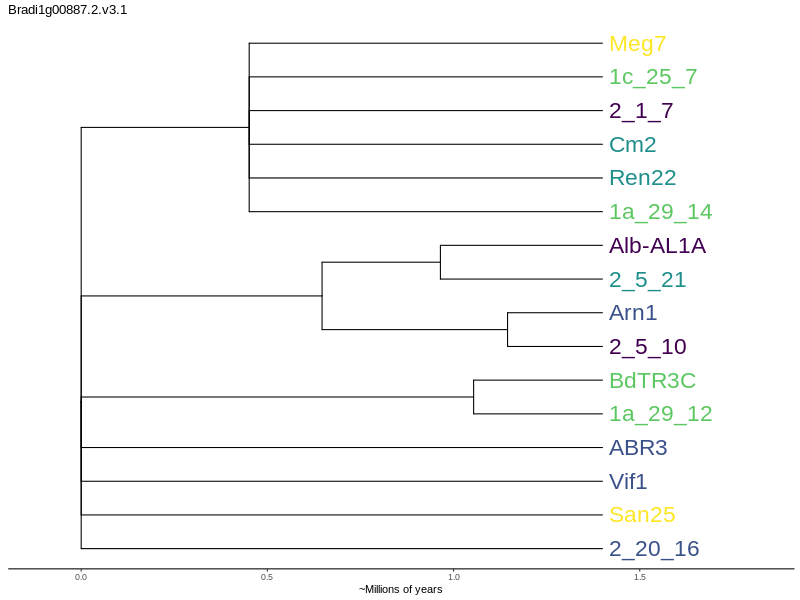 Bradi1g00887.2.v3.1
Meg7
1c_25_7
2_1_7
Cm2
Ren22
1a_29_14
Alb-AL1A
2_5_21
Arn1
2_5_10
BdTR3C
1a_29_12
ABR3
Vif1
San25
2_20_16
0.0 0.5 1.0 1.5
~Millions of years